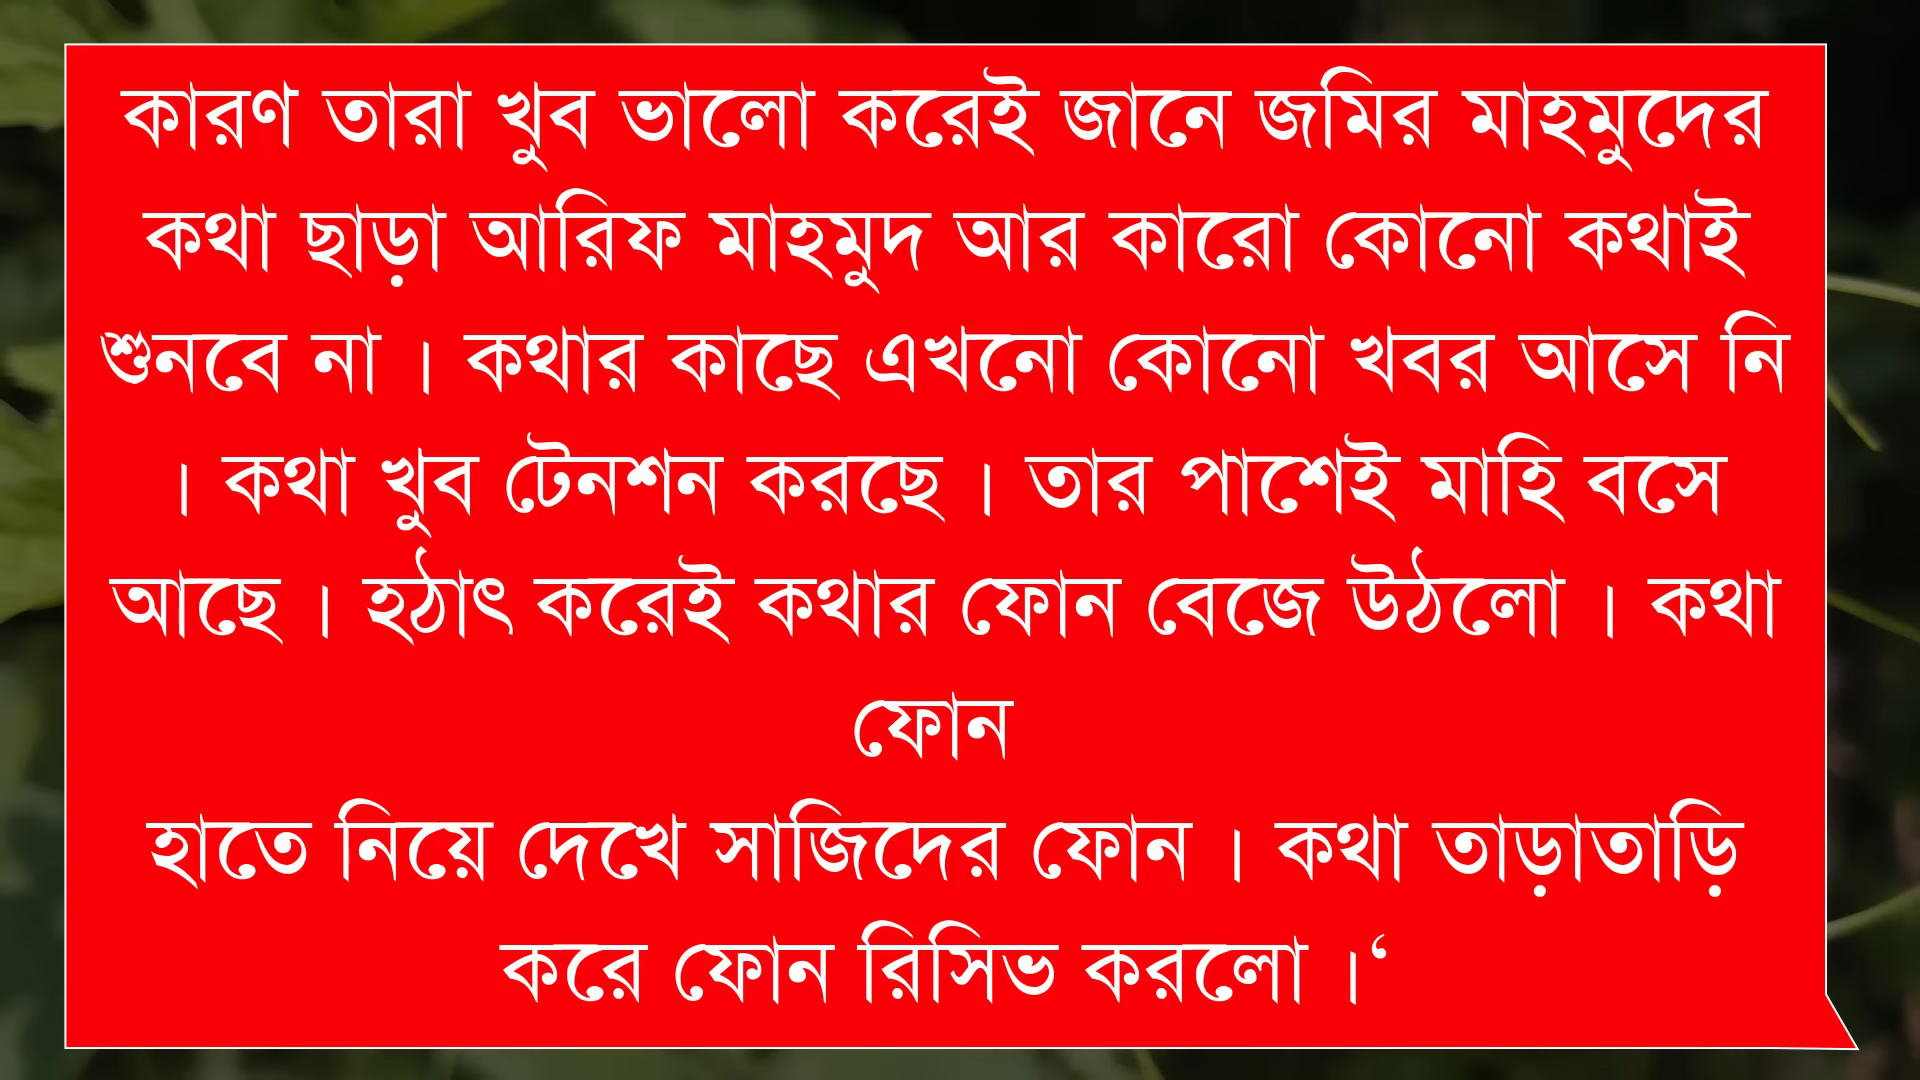 কারণ তারা খুব ভালো করেই জানে জমির মাহমুদের
কথা ছাড়া আরিফ মাহমুদ আর কারো কোনো কথাই
শুনবে না । কথার কাছে এখনো কোনো খবর আসে নি
। কথা খুব টেনশন করছে । তার পাশেই মাহি বসে
আছে । হঠাৎ করেই কথার ফোন বেজে উঠলো । কথা
ফোন
হাতে নিয়ে দেখে সাজিদের ফোন । কথা তাড়াতাড়ি
করে ফোন রিসিভ করলো ।‘